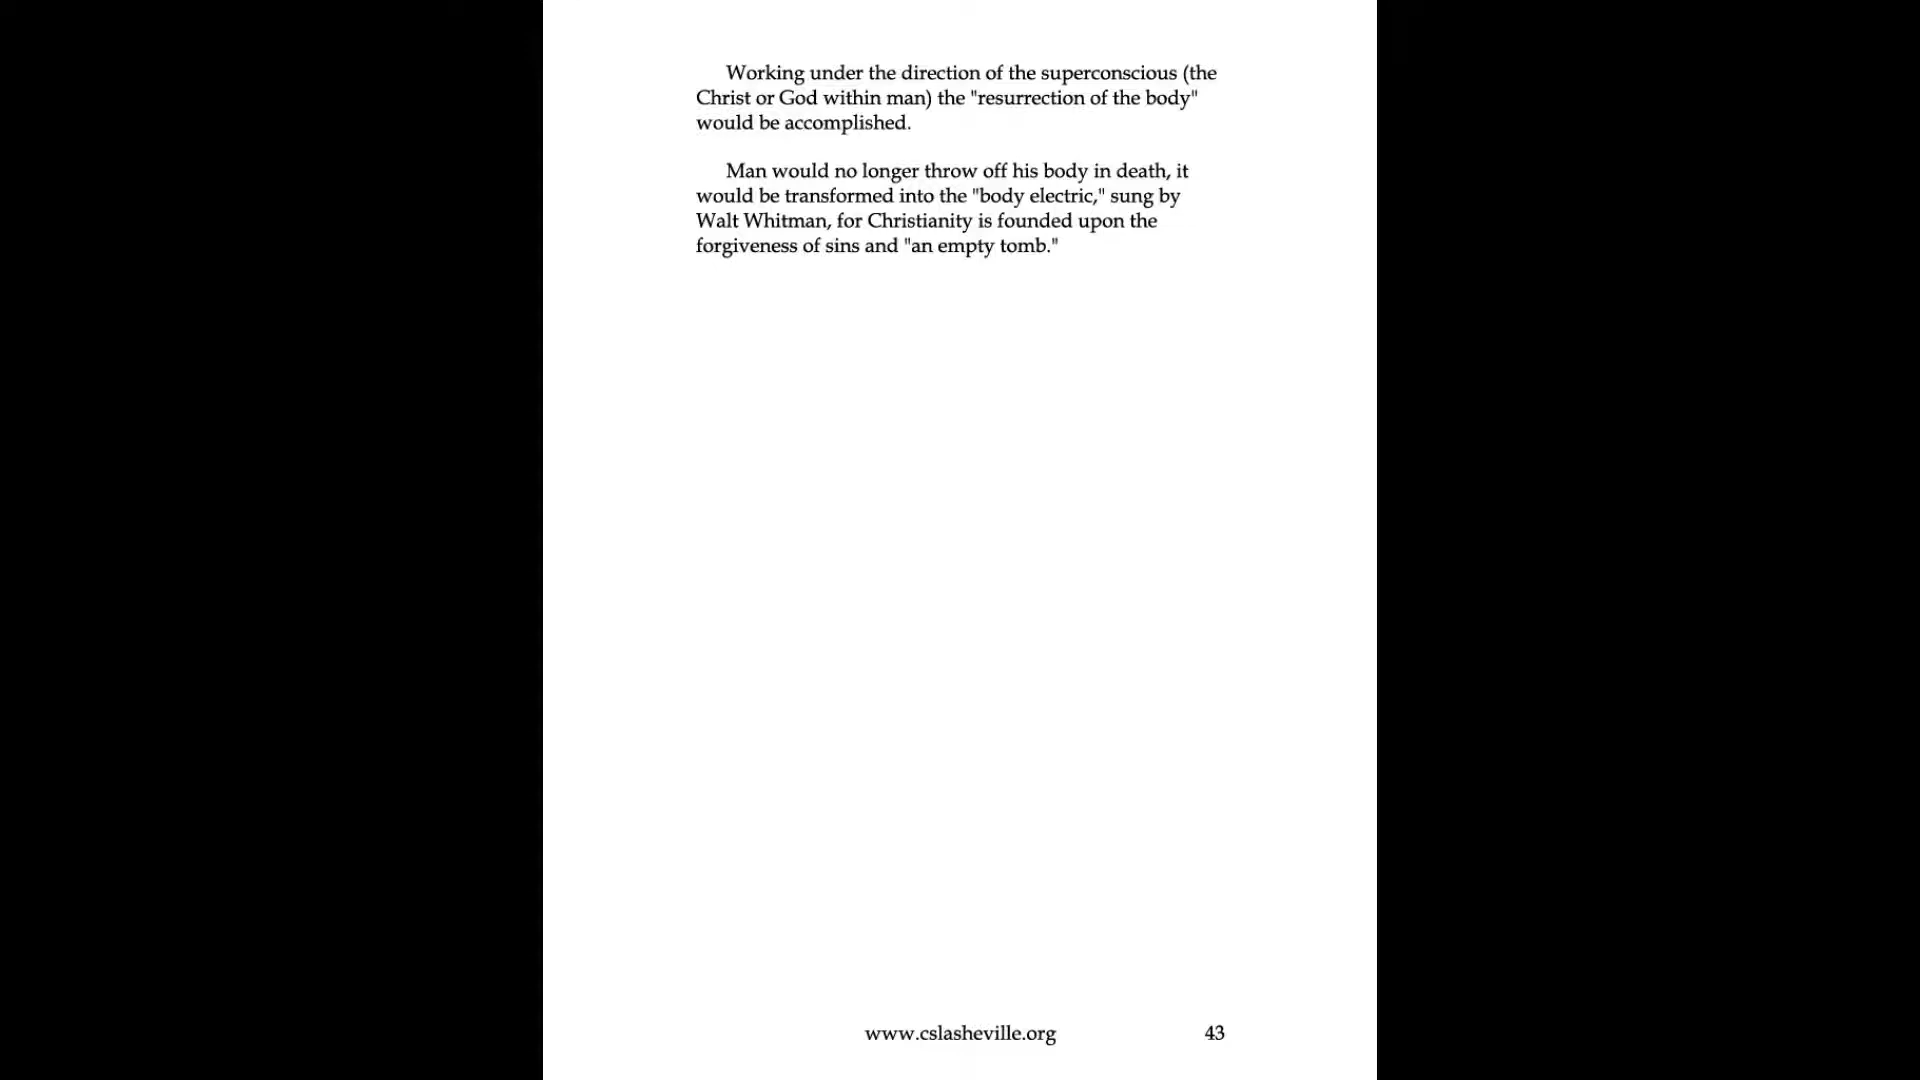 Working under the direction of the superconscious (the
Christ or God within man) the "resurrection of the body"
would be accomplished.
Man would no longer throw off his body in death, it
would be transformed into the "body electric," sung by
Walt Whitman, for Christianity is founded upon the
forgiveness of sins and "an empty tomb."
www.cslasheville.org 43